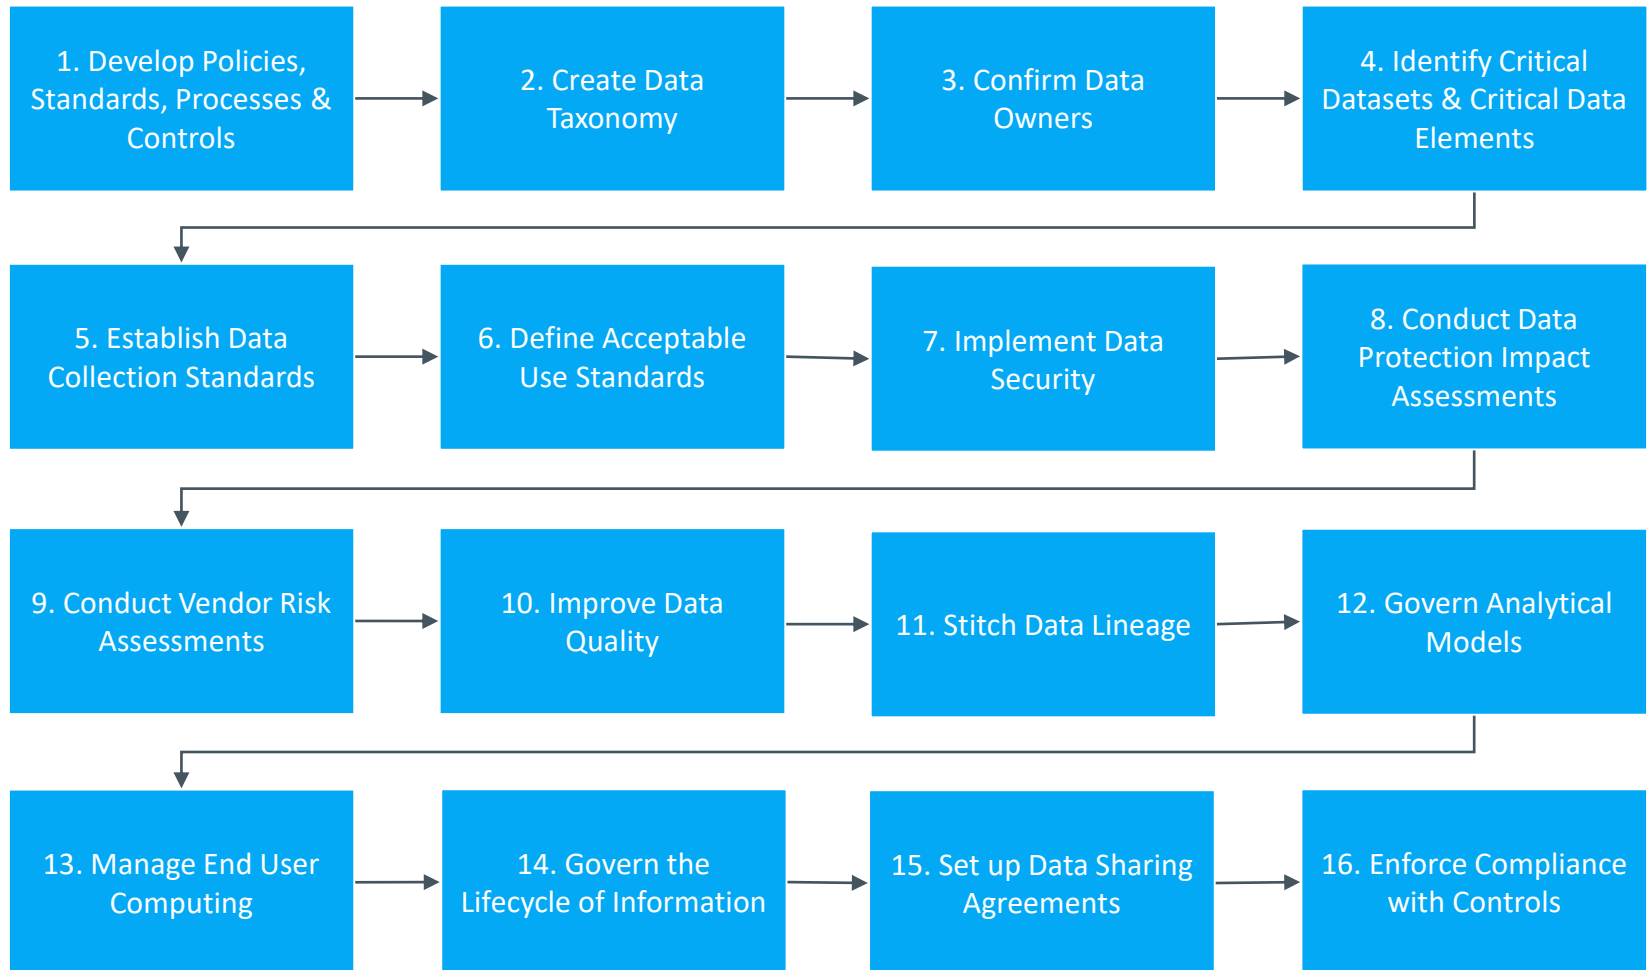 1. Develop Policies,
Standards, Processes &
Controls
2. Create Data
Taxonomy
3. Confirm Data
Owners
4. Identify Critical
Datasets & Critical Data
Elements
5. Establish Data
Collection Standards
6. Define Acceptable
Use Standards
7. Implement Data
Security
8. Conduct Data
Protection Impact
Assessments
9. Conduct Vendor Risk
Assessments
10. Improve Data
Quality
11. Stitch Data Lineage
12. Govern Analytical
Models
13. Manage End User
Computing
14. Govern the
Lifecycle of Information
15. Set up Data Sharing
Agreements
16. Enforce Compliance
with Controls